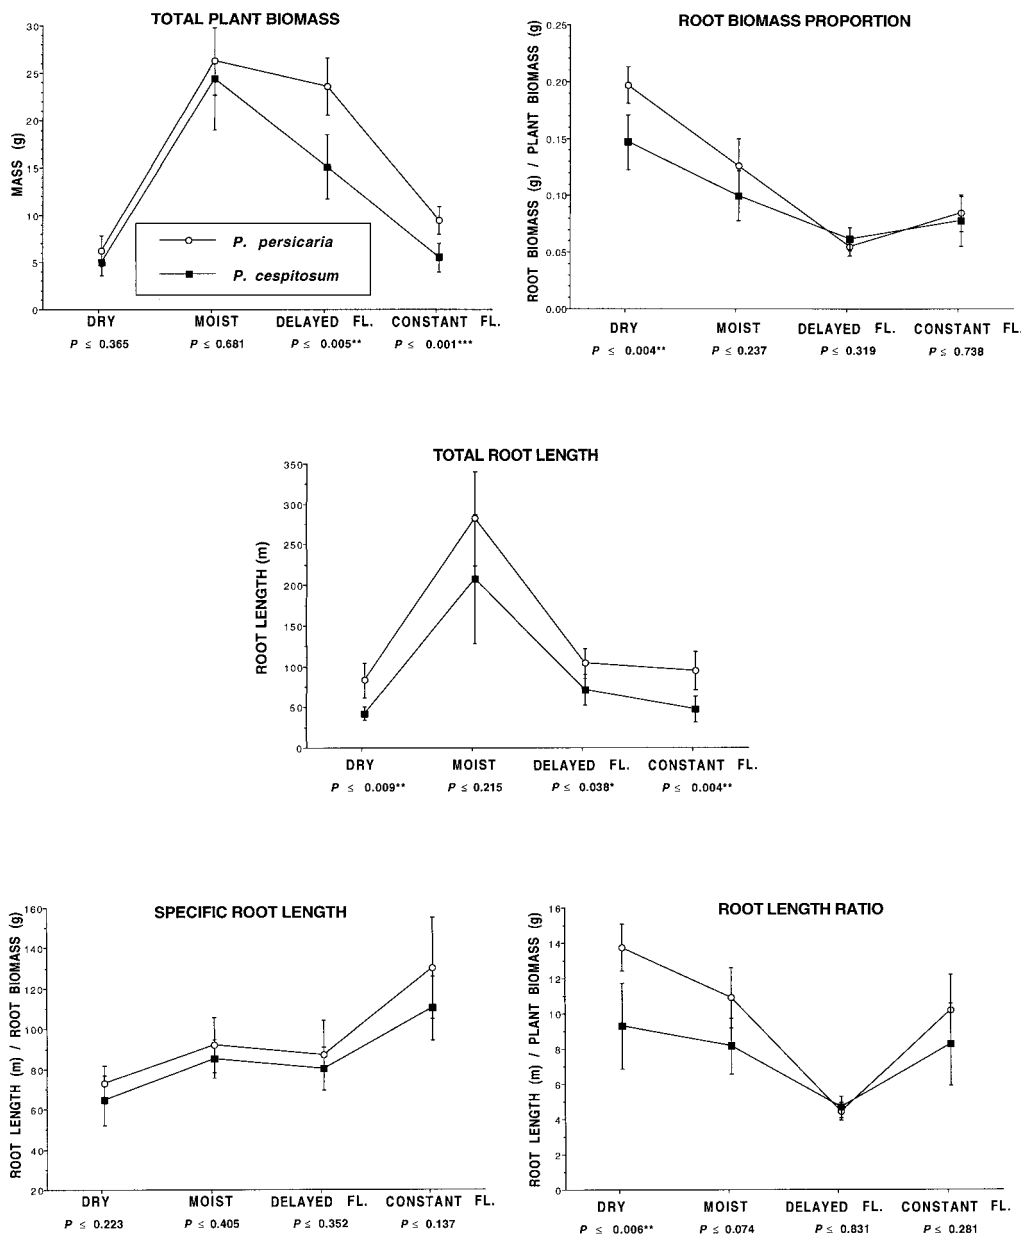 TOTAL PLANT BIOMASS
MASS (g)
35
30
25
20
15
10
5
0
P. persicaria
P. cespitosum
DRY MOIST DELAYED FL. CONSTANT FL.
P ≤ 0.365 P ≤ 0.681 P ≤ 0.005** P ≤ 0.001***
ROOT BIOMASS PROPORTION
ROOT BIOMASS (g) / PLANT BIOMASS (g)
0.25
0.20
0.15
0.10
0.05
0.00
DRY MOIST DELAYED FL. CONSTANT FL.
P ≤ 0.004** P ≤ 0.237 P ≤ 0.319 P ≤ 0.738
TOTAL ROOT LENGTH
ROOT LENGTH (m)
350
300
250
200
150
100
50
0
DRY MOIST DELAYED FL. CONSTANT FL.
P ≤ 0.009** P ≤ 0.215 P ≤ 0.038* P ≤ 0.004**
SPECIFIC ROOT LENGTH
ROOT LENGTH (m) / ROOT BIOMASS (g)
160
140
120
100
80
60
40
20
DRY MOIST DELAYED FL. CONSTANT FL.
P ≤ 0.223 P ≤ 0.405 P ≤ 0.352 P ≤ 0.137
ROOT LENGTH RATIO
ROOT LENGTH (m) / PLANT BIOMASS (g)
16
14
12
10
8
6
4
2
0
DRY MOIST DELAYED FL. CONSTANT FL.
P ≤ 0.006** P ≤ 0.074 P ≤ 0.831 P ≤ 0.281